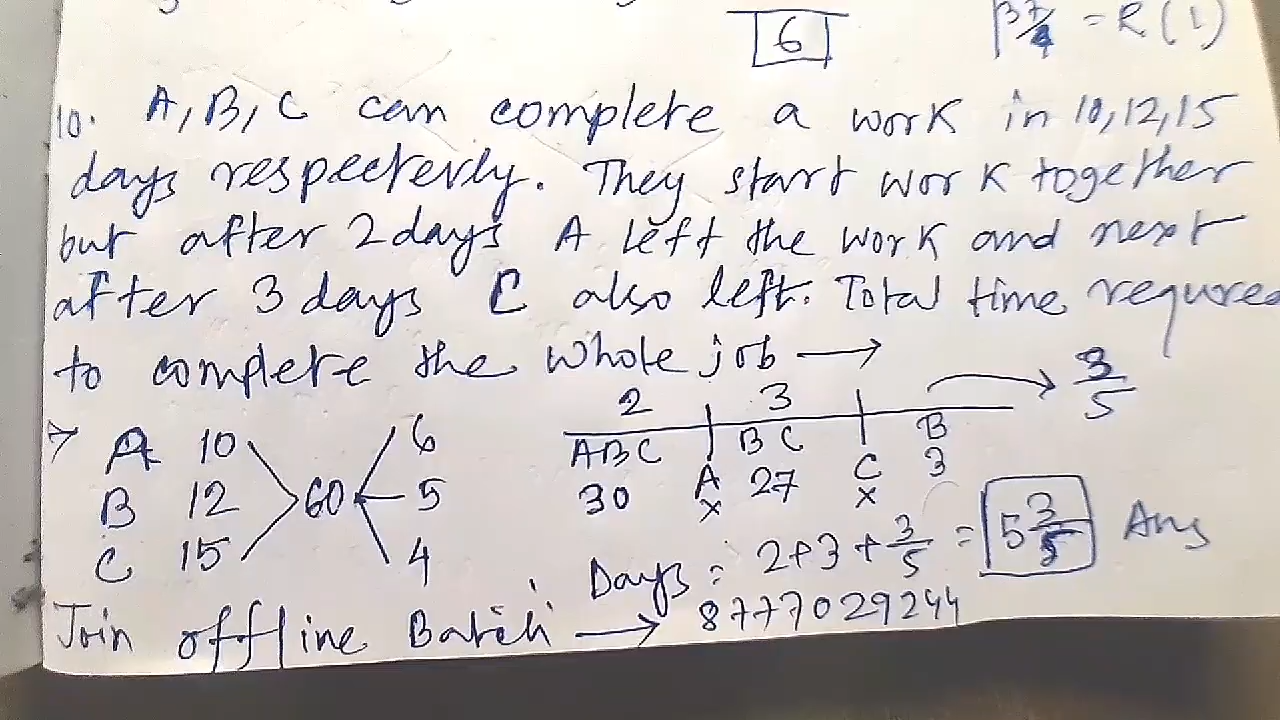 6
= R (1)
10. A, B, C can complete a work in 10, 12, 15
days respecterly. They start work together
but after 2 days A left the work and next
after 3 days C also left. Total time requred
to complete the whole job →
2 3 → 3/5
A 10 6 ABC BC B
B 12 60 5 30 A 27 C 3
x x
C 15 4 Days = 2+3+3/5 = 5 3/5 Ans
Join offline Batch → 8777029244